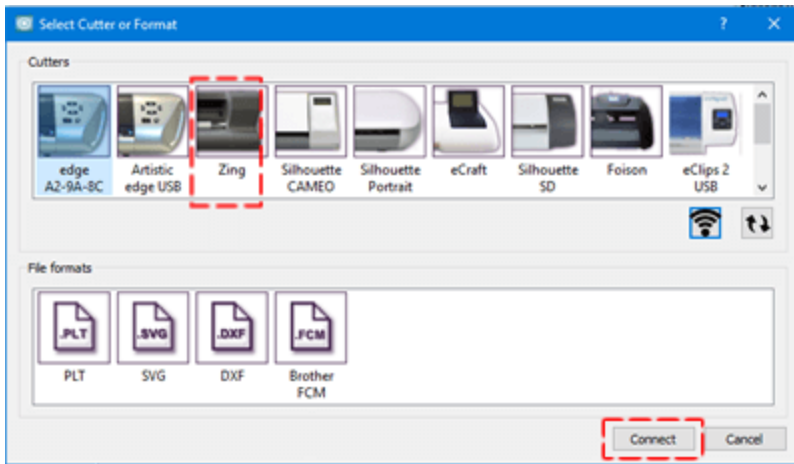 Select Cutter or Format
?
Cutters
edge
A2-9A-8C
Artistic
edge USB
Zing
Silhouette
CAMEO
Silhouette
Portrait
eCraft
Silhouette
SD
Foison
eClips 2
USB
File formats
.PLT
.SVG
.DXF
.FCM
PLT
SVG
DXF
Brother
FCM
Connect
Cancel